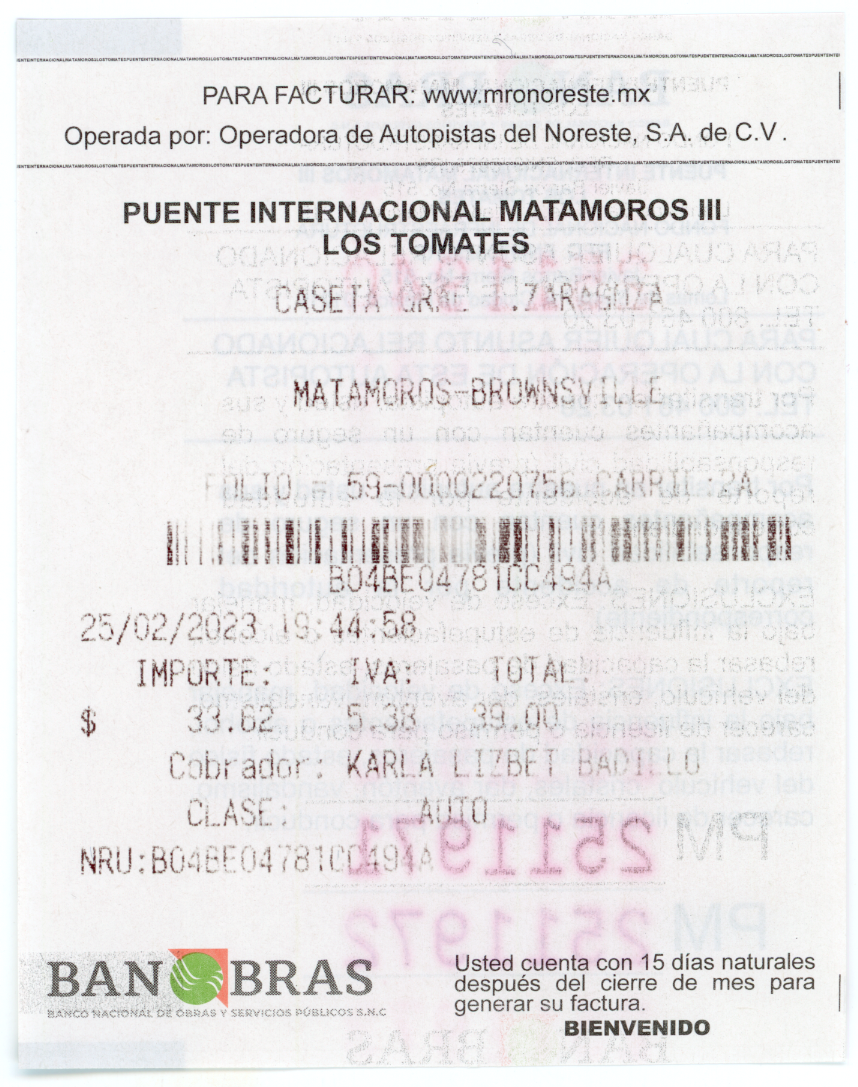 PARA FACTURAR: www.mronoreste.mx
Operada por: Operadora de Autopistas del Noreste, S.A. de C.V.
PUENTE INTERNACIONAL MATAMOROS III
LOS TOMATES
CASETA GRAL I.ZARAGOZA
MATAMOROS-BROWNSVILLE
FOLIO = 59-0000220756 CARRIL 2A
B04BE04781CC494A
25/02/2023 19:44:58
IMPORTE: IVA: TOTAL:
$ 33.62 5.38 39.00
Cobrador: KARLA LIZBET BADILLO
CLASE: AUTO
NRU:B04BE04781CC494A
BANOBRAS
BANCO NACIONAL DE OBRAS Y SERVICIOS PÚBLICOS S.N.C
Usted cuenta con 15 días naturales
después del cierre de mes para
generar su factura.
BIENVENIDO